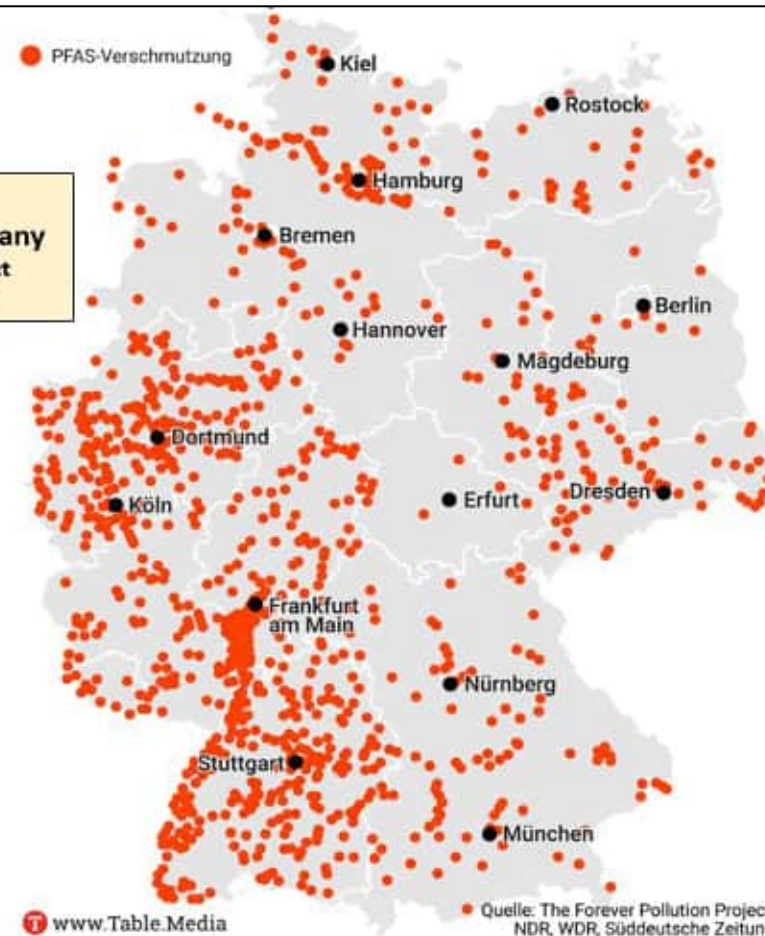 PFAS-Verschmutzung
Kiel
Rostock
any
Hamburg
Bremen
Berlin
Hannover
Magdeburg
Dortmund
Köln
Erfurt
Dresden
Frankfurt
am Main
Nürnberg
Stuttgart
München
www.Table.Media
Quelle: The Forever Pollution Projec
NDR, WDR, Süddeutsche Zeitun